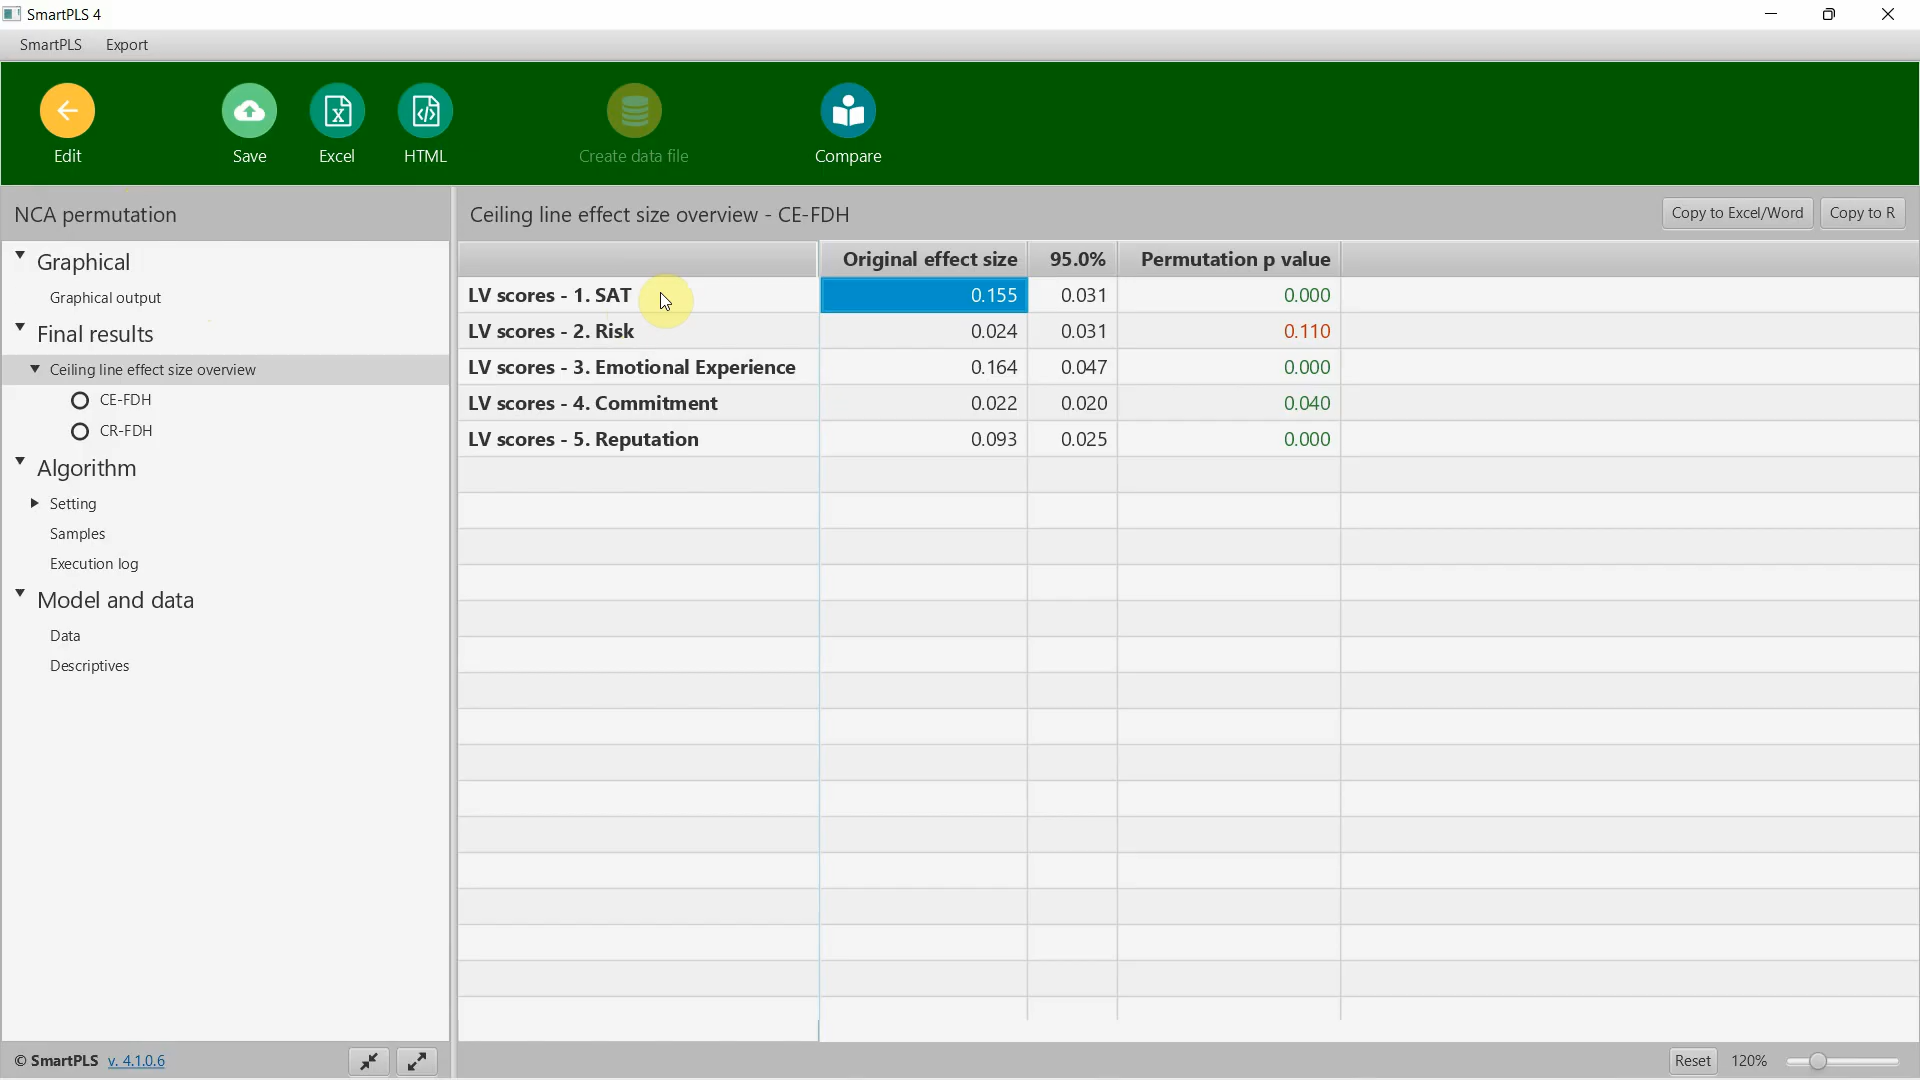 SmartPLS 4
SmartPLS Export
Edit Save Excel HTML Create data file Compare
NCA permutation
Graphical
Graphical output
Final results
Ceiling line effect size overview
CE-FDH
CR-FDH
Algorithm
Setting
Samples
Execution log
Model and data
Data
Descriptives
© SmartPLS v. 4.1.0.6
Ceiling line effect size overview - CE-FDH Copy to Excel/Word Copy to R
Original effect size 95.0% Permutation p value
LV scores - 1. SAT 0.155 0.031 0.000
LV scores - 2. Risk 0.024 0.031 0.110
LV scores - 3. Emotional Experience 0.164 0.047 0.000
LV scores - 4. Commitment 0.022 0.020 0.040
LV scores - 5. Reputation 0.093 0.025 0.000
Reset 120%